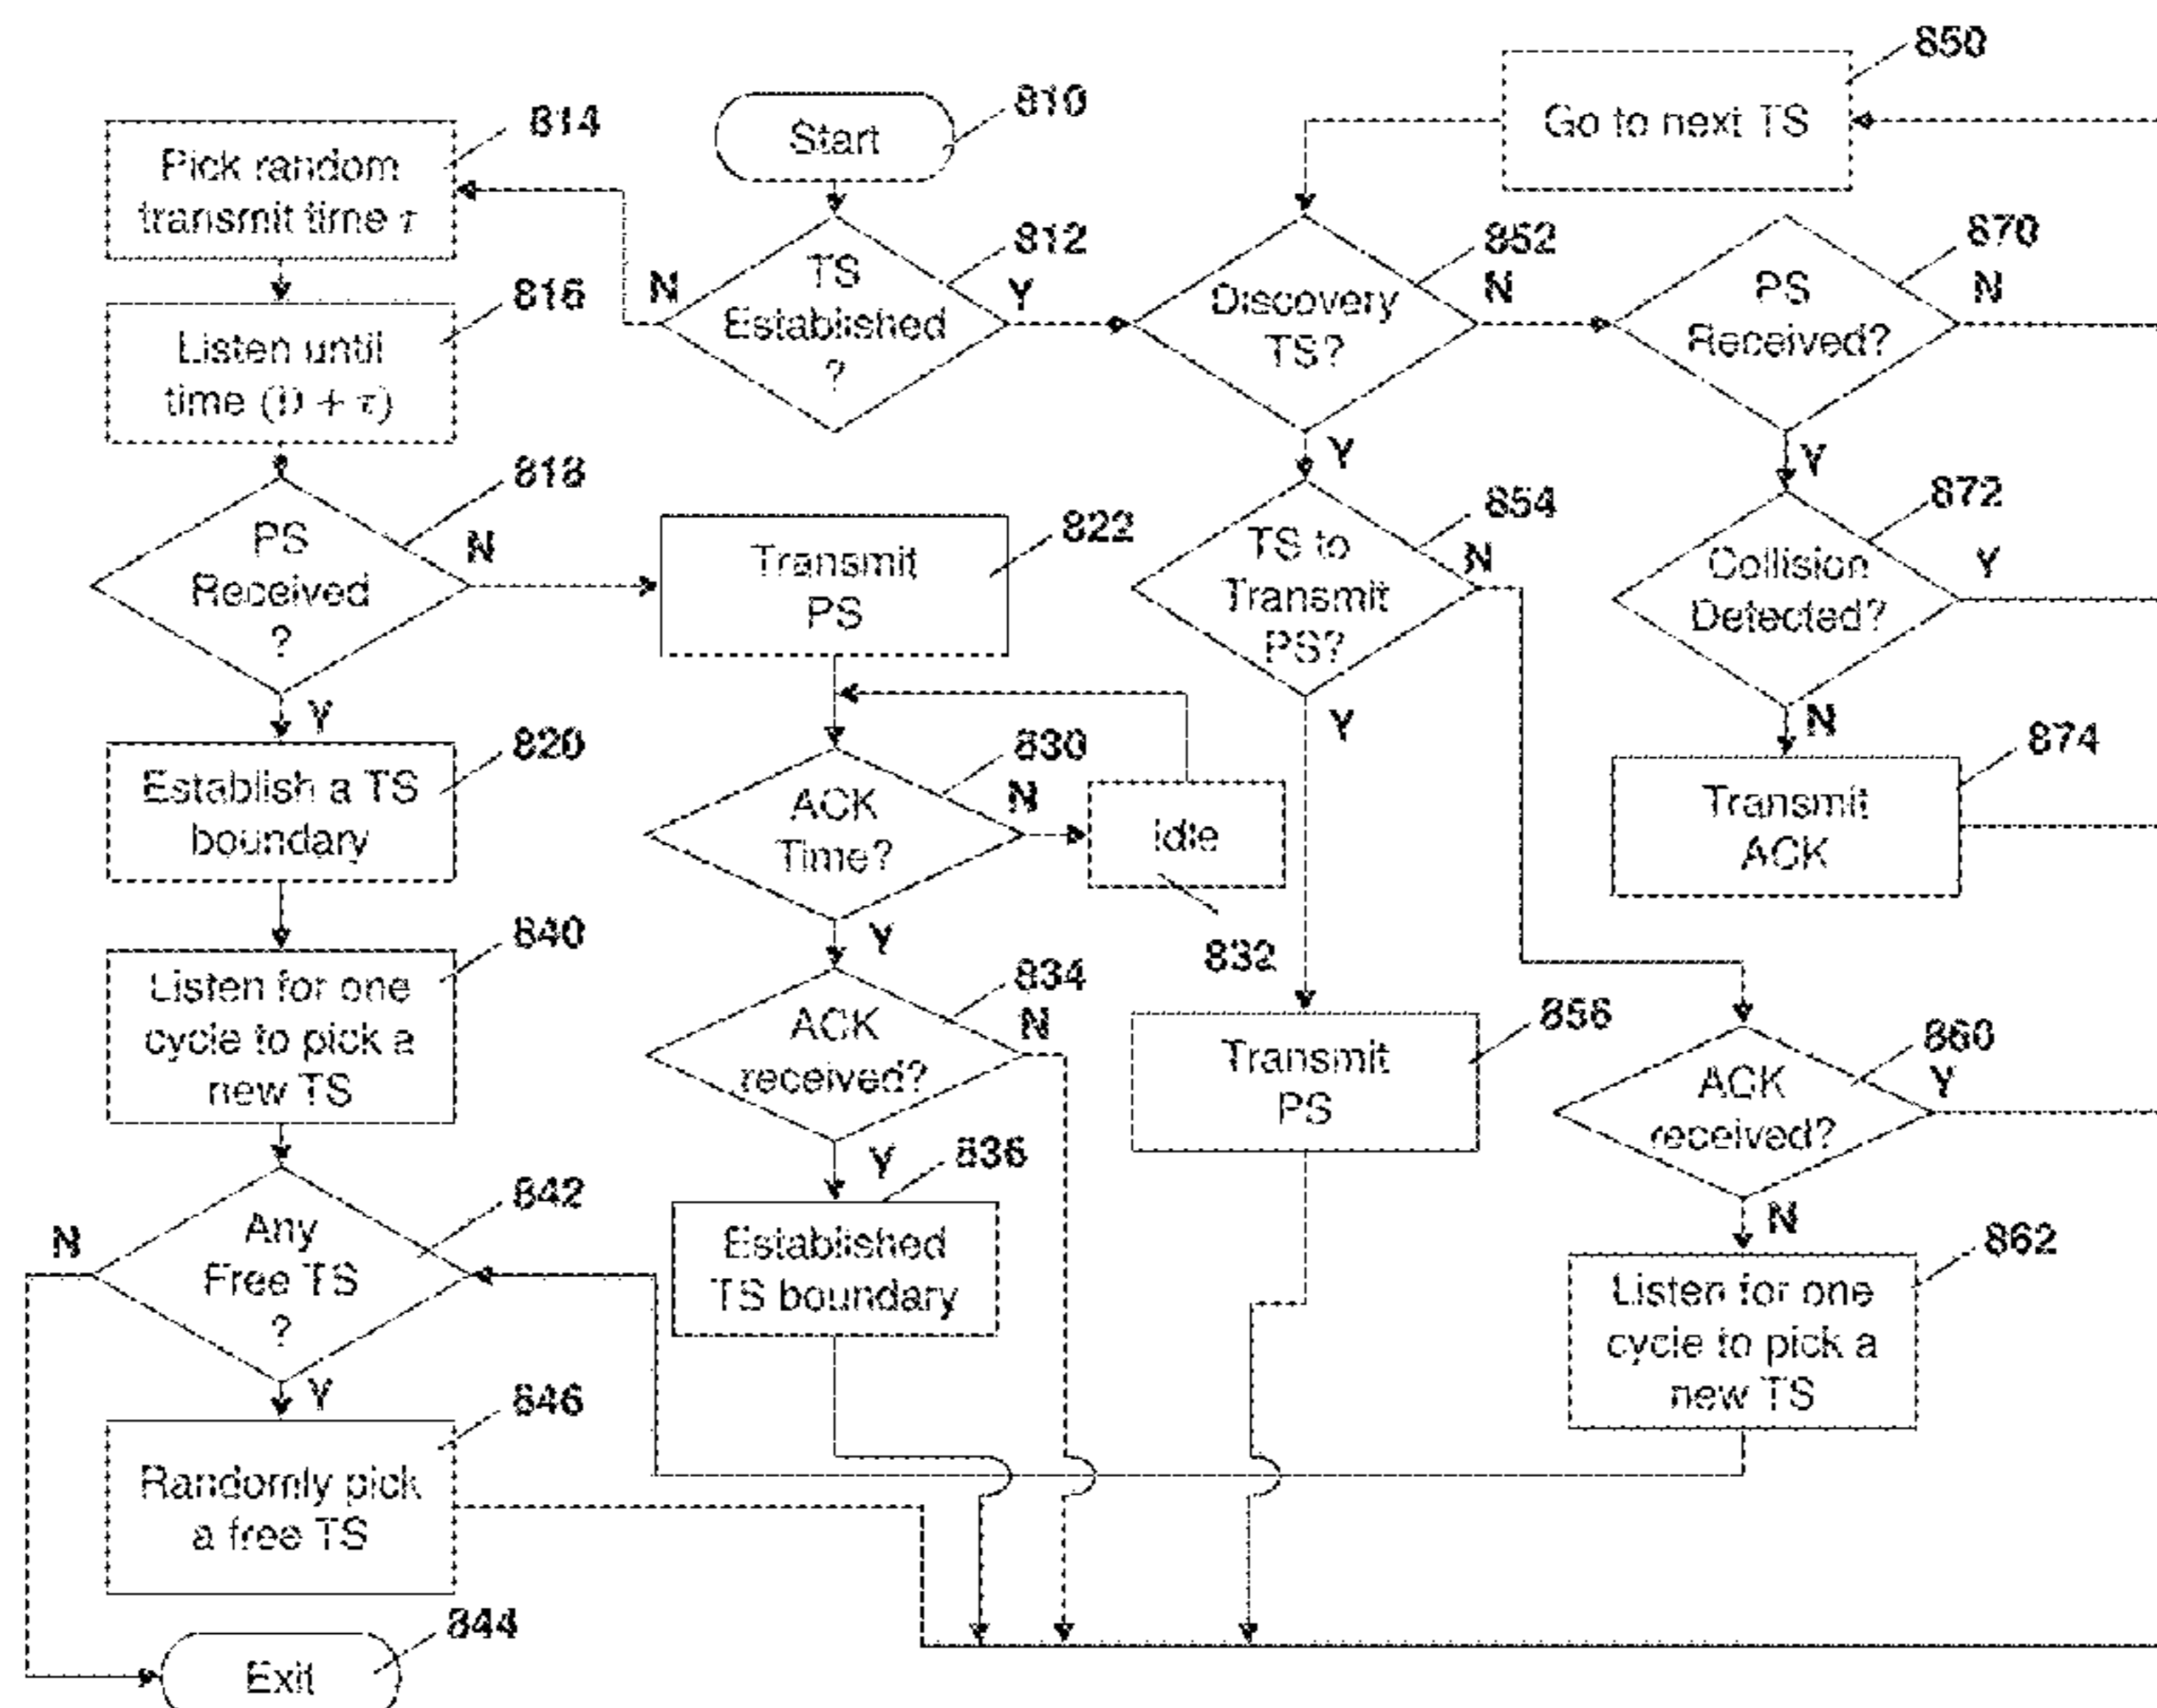 810
Start
812
TS
Established
?
N
Y
814
Pick random
transmit time τ
816
Listen until
time (D + τ)
818
PS
Received
?
N
Y
820
Establish a TS
boundary
840
Listen for one
cycle to pick a
new TS
842
Any
Free TS
?
N
Y
846
Randomly pick
a free TS
844
Exit
822
Transmit
PS
830
ACK
Time?
N
Y
Idle
832
834
ACK
received?
N
Y
836
Established
TS boundary
850
Go to next TS
852
Discovery
TS?
N
Y
854
TS to
Transmit
PS?
N
Y
856
Transmit
PS
860
ACK
received?
Y
N
862
Listen for one
cycle to pick a
new TS
870
PS
Received?
N
Y
872
Collision
Detected?
Y
N
874
Transmit
ACK